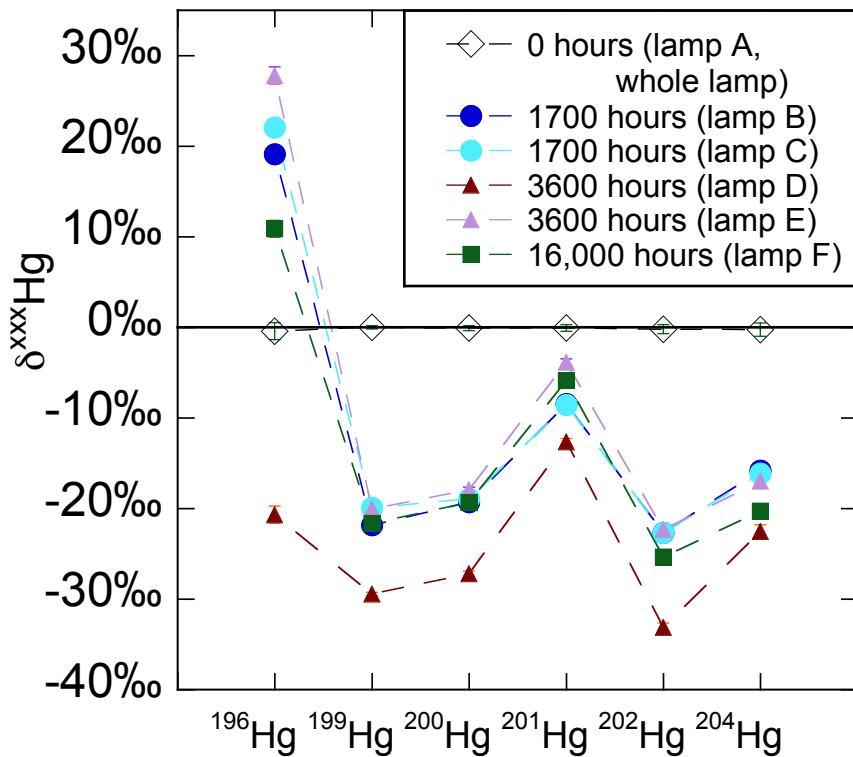 30‰
20‰
10‰
0‰
-10‰
-20‰
-30‰
-40‰
δˣˣˣHg
0 hours (lamp A,
whole lamp)
1700 hours (lamp B)
1700 hours (lamp C)
3600 hours (lamp D)
3600 hours (lamp E)
16,000 hours (lamp F)
¹⁹⁶Hg ¹⁹⁹Hg ²⁰⁰Hg ²⁰¹Hg ²⁰²Hg ²⁰⁴Hg